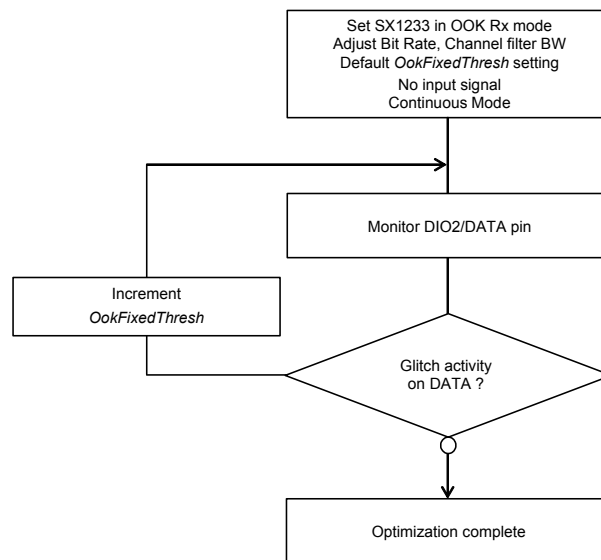 Set SX1233 in OOK Rx mode
Adjust Bit Rate, Channel filter BW
Default OokFixedThresh setting
No input signal
Continuous Mode
Monitor DIO2/DATA pin
Increment
OokFixedThresh
Glitch activity
on DATA ?
Optimization complete